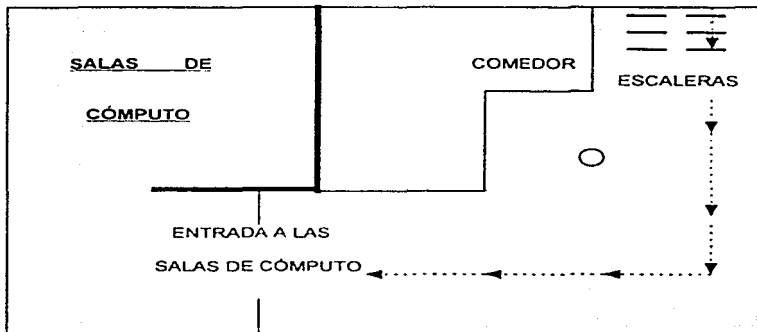 SALAS DE
CÓMPUTO
COMEDOR
ESCALERAS
ENTRADA A LAS
SALAS DE CÓMPUTO